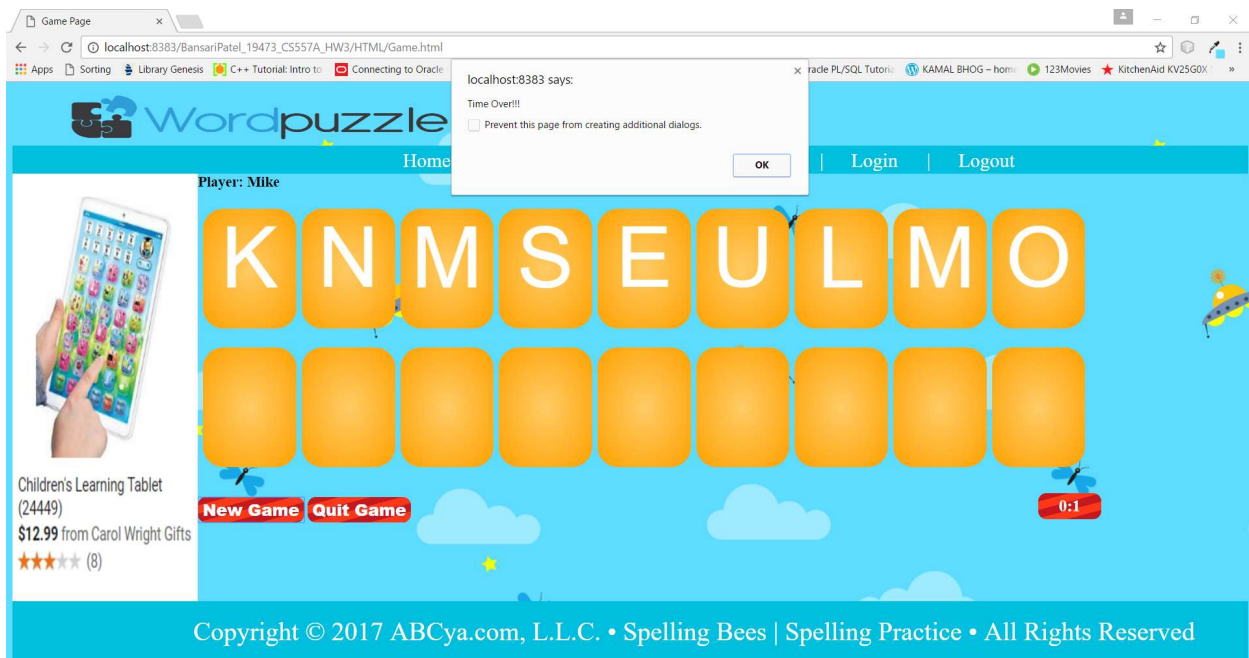 Game Page
localhost:8383/BansariPatel_19473_CS557A_HW3/HTML/Game.html
Apps Sorting Library Genesis C++ Tutorial: Intro to Connecting to Oracle racle PL/SQL Tutoria KAMAL BHOG – home 123Movies KitchenAid KV25G0X »
localhost:8383 says:
Time Over!!!
Prevent this page from creating additional dialogs.
OK
Wordpuzzle
Home | Login | Logout
Player: Mike
K N M S E U L M O
Children's Learning Tablet
(24449)
$12.99 from Carol Wright Gifts
(8)
New Game Quit Game 0:1
Copyright © 2017 ABCya.com, L.L.C. • Spelling Bees | Spelling Practice • All Rights Reserved